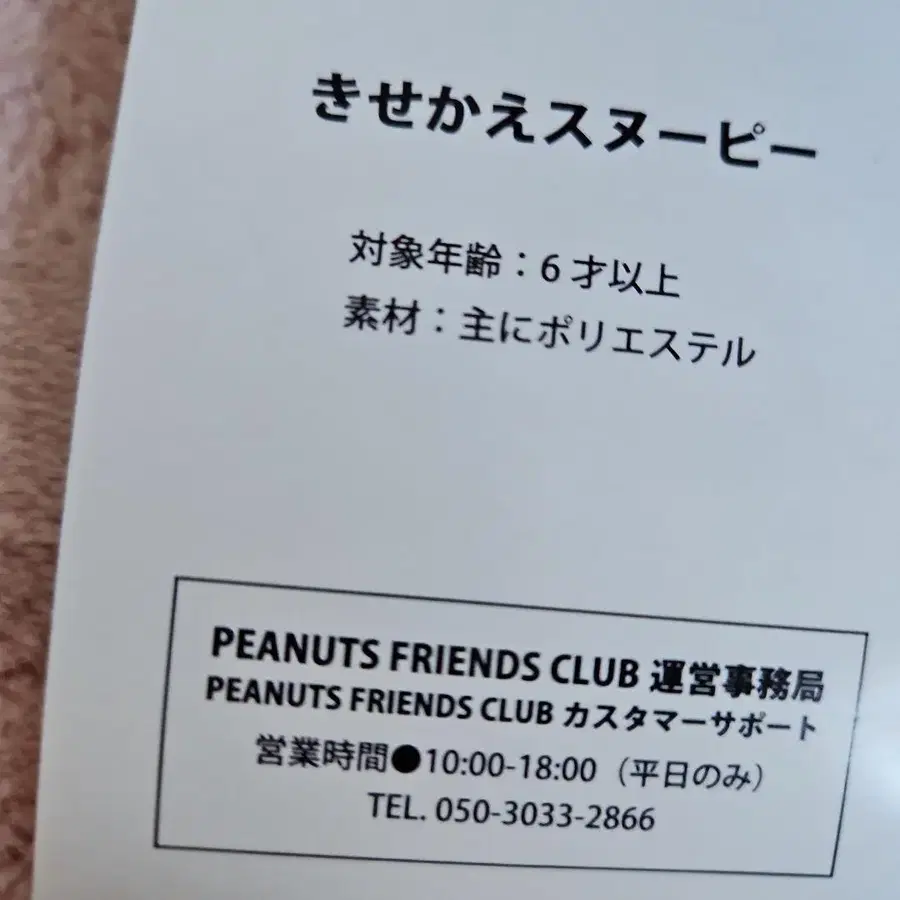 きせかえスヌーピー
対象年齢：6才以上
素材：主にポリエステル
PEANUTS FRIENDS CLUB 運営事務局
PEANUTS FRIENDS CLUB カスタマーサポート
営業時間●10:00-18:00（平日のみ）
TEL. 050-3033-2866